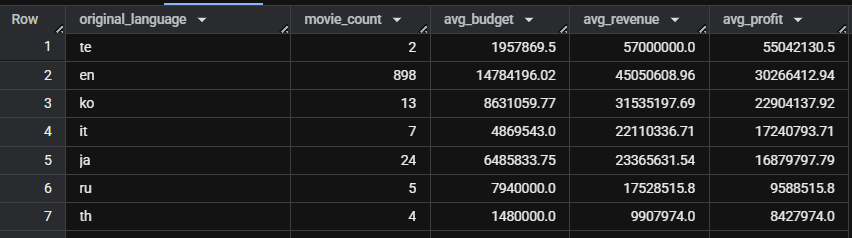 Row original_language movie_count avg_budget avg_revenue avg_profit
1 te 2 1957869.5 57000000.0 55042130.5
2 en 898 14784196.02 45050608.96 30266412.94
3 ko 13 8631059.77 31535197.69 22904137.92
4 it 7 4869543.0 22110336.71 17240793.71
5 ja 24 6485833.75 23365631.54 16879797.79
6 ru 5 7940000.0 17528515.8 9588515.8
7 th 4 1480000.0 9907974.0 8427974.0